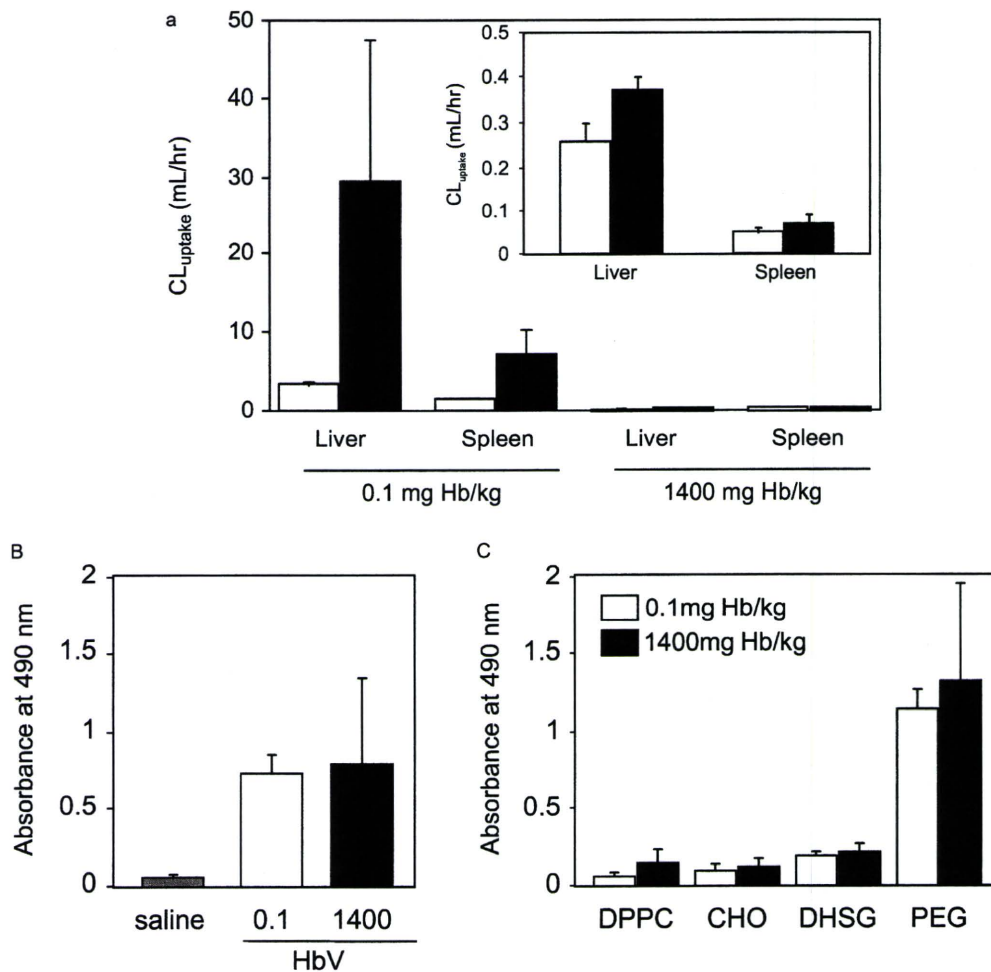 a
50
40
30
20
10
0
CLuptake (mL/hr)
0.5
0.4
0.3
0.2
0.1
0
CLuptake (mL/hr)
Liver Spleen
Liver Spleen Liver Spleen
0.1 mg Hb/kg 1400 mg Hb/kg
B
2
1.5
1
0.5
0
Absorbance at 490 nm
saline 0.1 1400
HbV
C
2
1.5
1
0.5
0
Absorbance at 490 nm
0.1mg Hb/kg
1400mg Hb/kg
DPPC CHO DHSG PEG